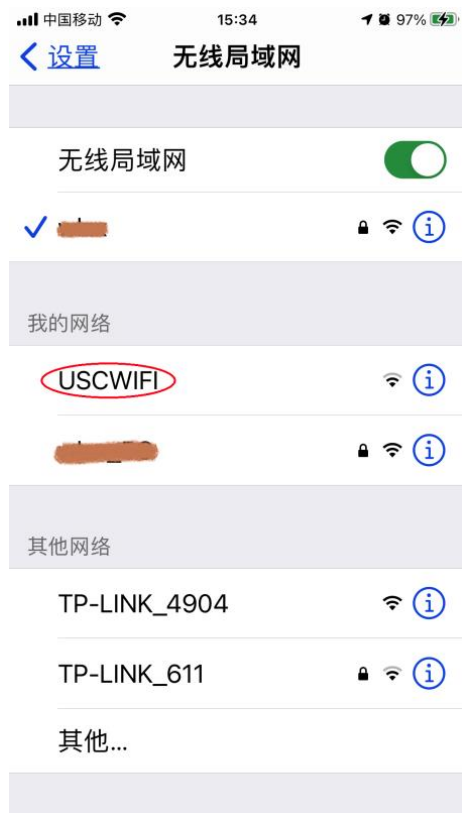 中国移动 15:34 97%
设置 无线局域网
无线局域网
我的网络
USCWIFI
其他网络
TP-LINK_4904
TP-LINK_611
其他...